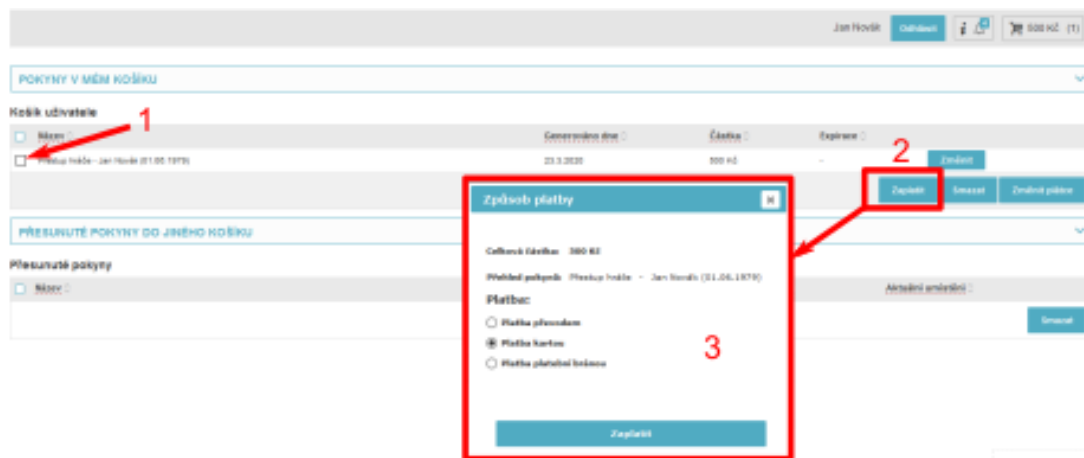 Jan Novák Odhlásit i 500 Kč (1)
POKYNY V MÉM KOŠÍKU
Košík uživatele
1
Název Generováno dne Částka Expirace
Přestup hráče - Jan Novák (01.06.1979) 23.3.2020 500 Kč - Změnit
2
Zaplatit Smazat Změnit plátce
Způsob platby
PŘESUNUTÉ POKYNY DO JINÉHO KOŠÍKU
Přesunuté pokyny
Název Aktuální umístění
Smazat
Celková částka: 500 Kč
Přehled pokynů: Přestup hráče - Jan Novák (01.06.1979)
Platba:
Platba převodem
Platba kartou
Platba platební bránou
3
Zaplatit